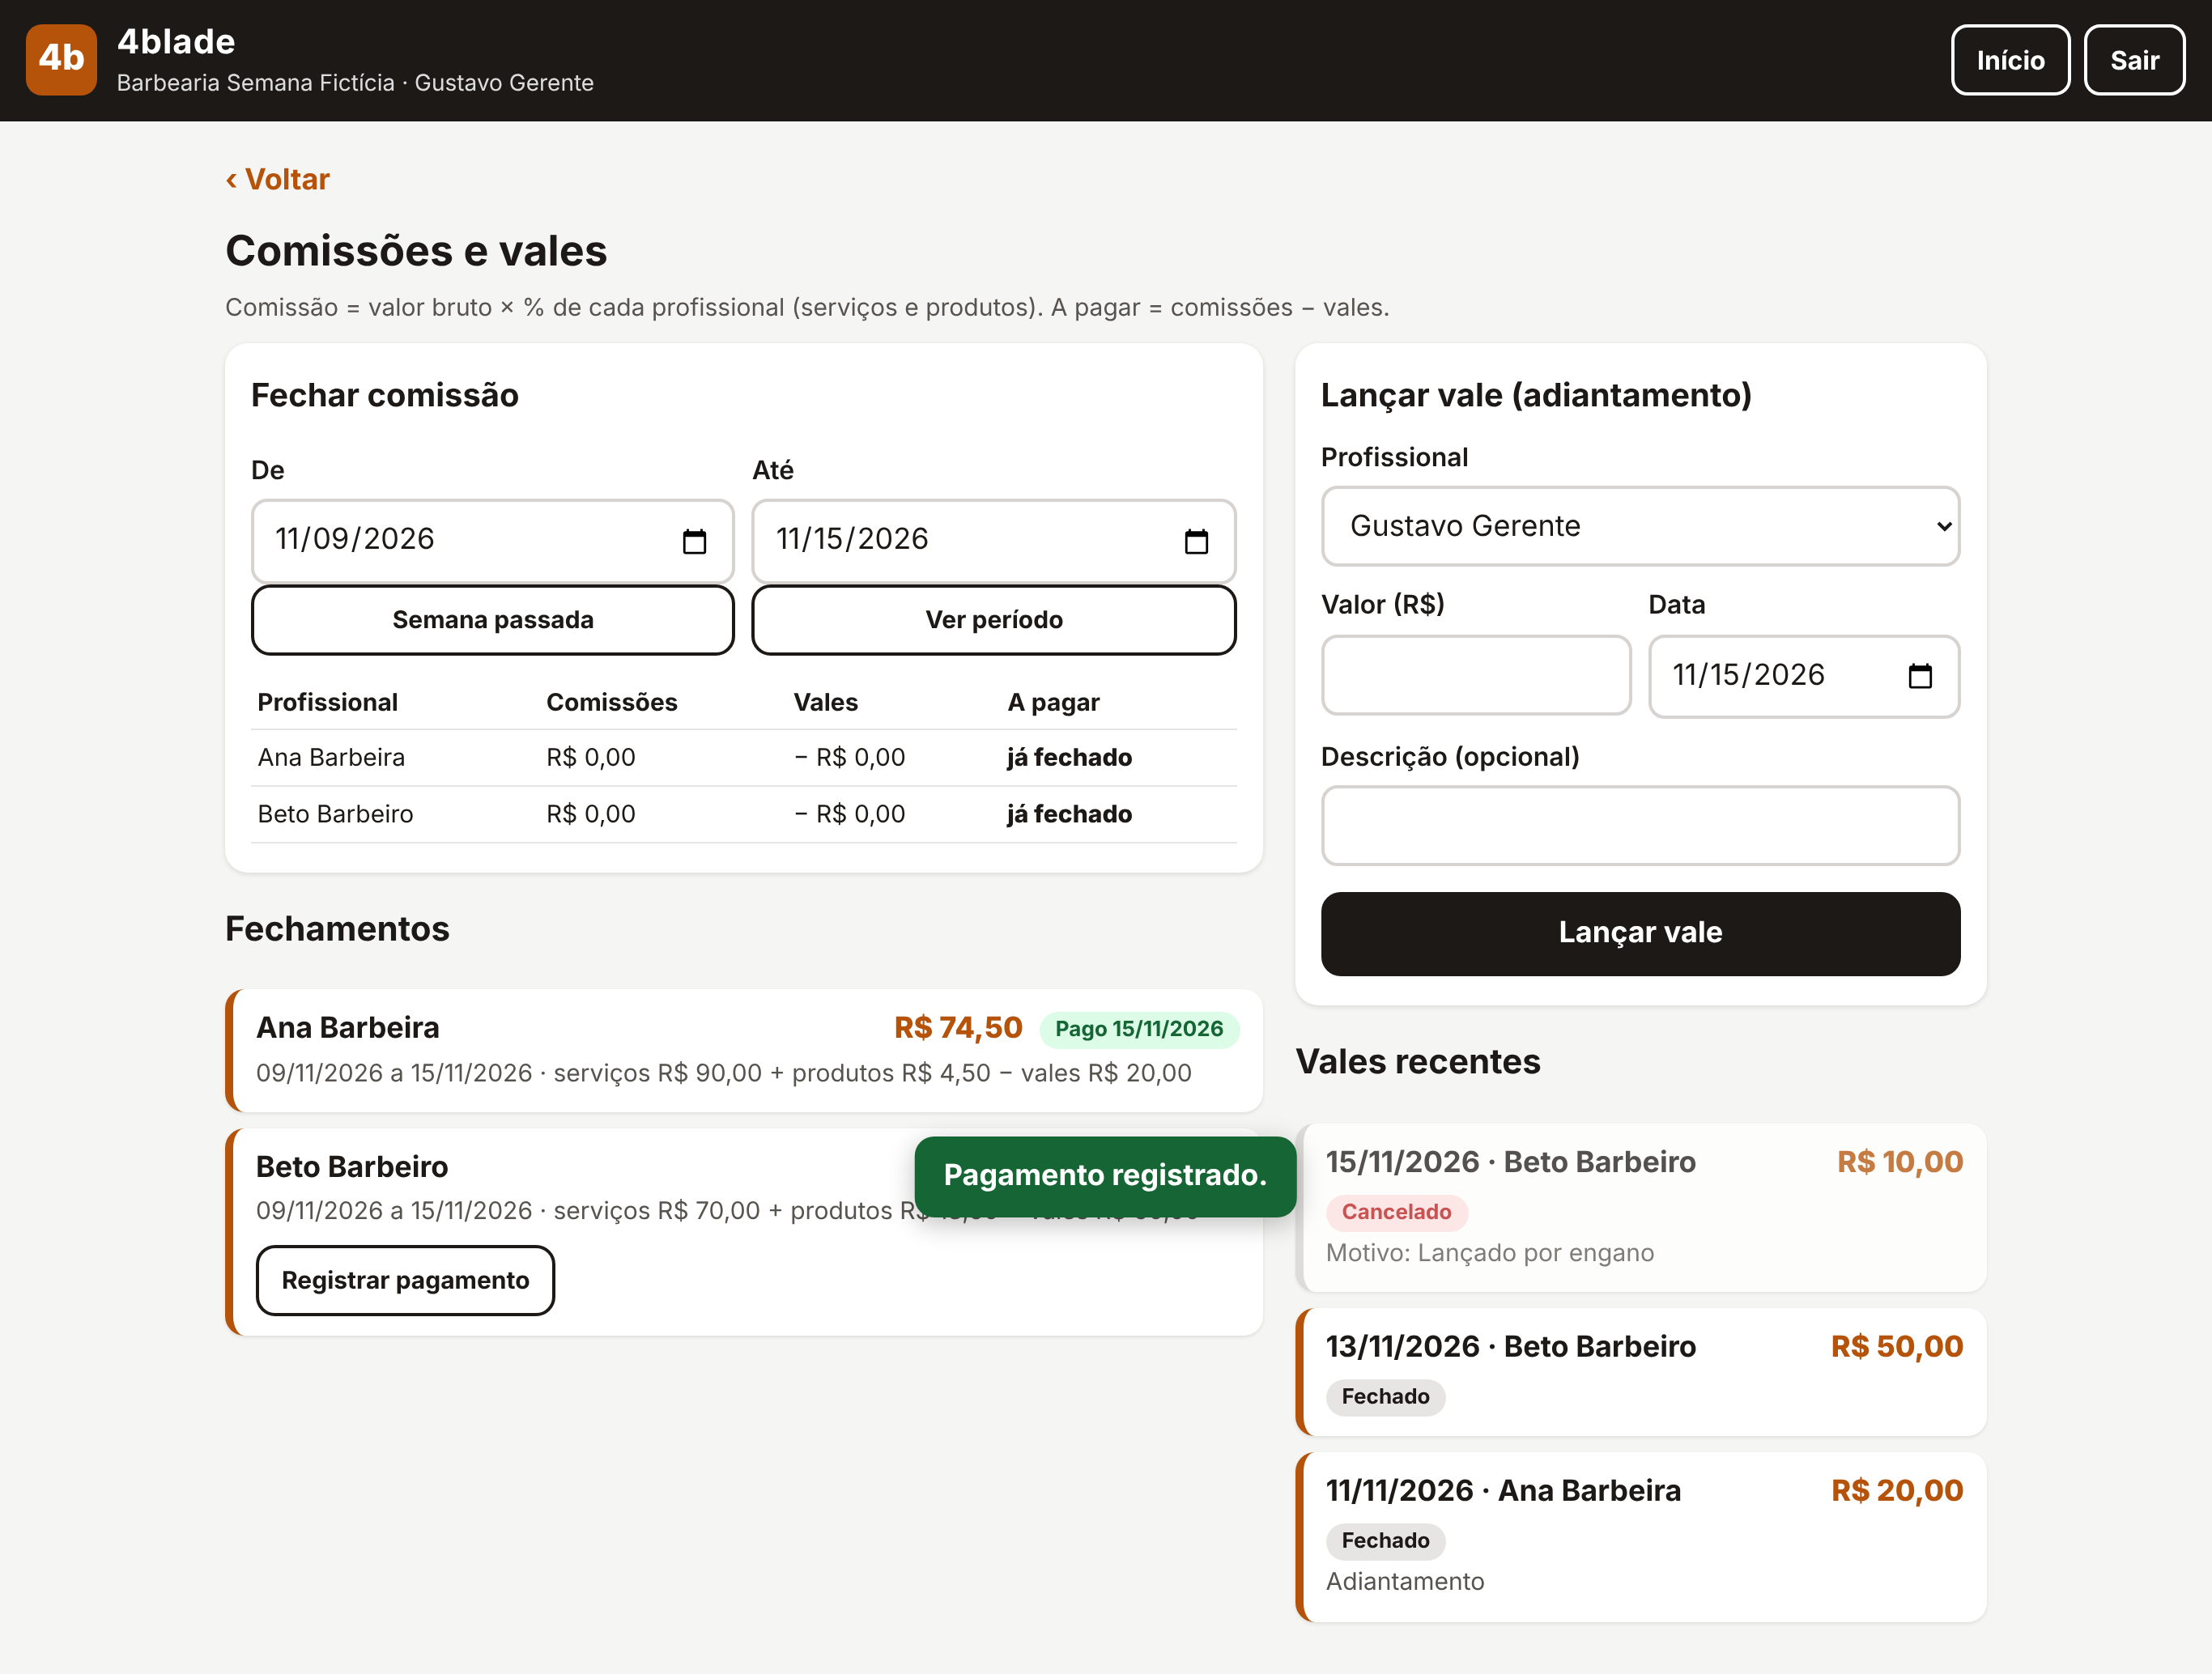 4b
4blade
Barbearia Semana Fictícia · Gustavo Gerente
Início
Sair
‹ Voltar
Comissões e vales
Comissão = valor bruto × % de cada profissional (serviços e produtos). A pagar = comissões − vales.
Fechar comissão
De
Até
11/09/2026
11/15/2026
Semana passada
Ver período
Profissional Comissões Vales A pagar
Ana Barbeira R$ 0,00 − R$ 0,00 já fechado
Beto Barbeiro R$ 0,00 − R$ 0,00 já fechado
Fechamentos
Ana Barbeira R$ 74,50 Pago 15/11/2026
09/11/2026 a 15/11/2026 · serviços R$ 90,00 + produtos R$ 4,50 − vales R$ 20,00
Beto Barbeiro
09/11/2026 a 15/11/2026 · serviços R$ 70,00 + produtos
Registrar pagamento
Pagamento registrado.
Lançar vale (adiantamento)
Profissional
Gustavo Gerente
Valor (R$)
Data
11/15/2026
Descrição (opcional)
Lançar vale
Vales recentes
15/11/2026 · Beto Barbeiro R$ 10,00
Cancelado
Motivo: Lançado por engano
13/11/2026 · Beto Barbeiro R$ 50,00
Fechado
11/11/2026 · Ana Barbeira R$ 20,00
Fechado
Adiantamento